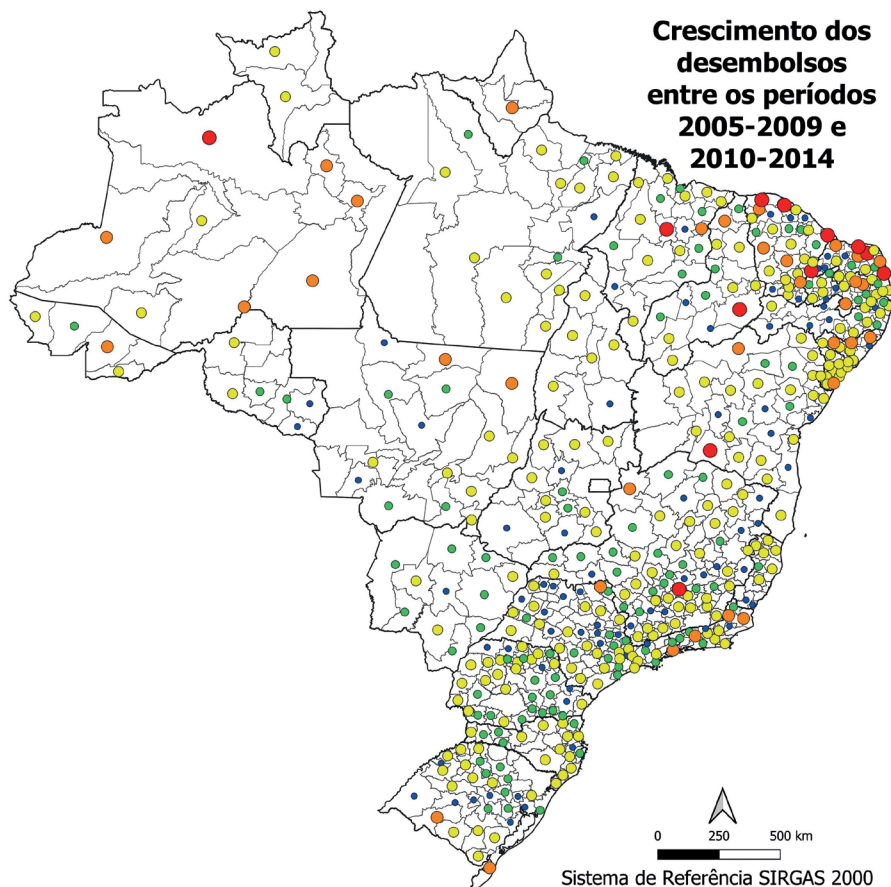 Crescimento dos
desembolsos
entre os períodos
2005-2009 e
2010-2014
0 250 500 km
Sistema de Referência SIRGAS 2000